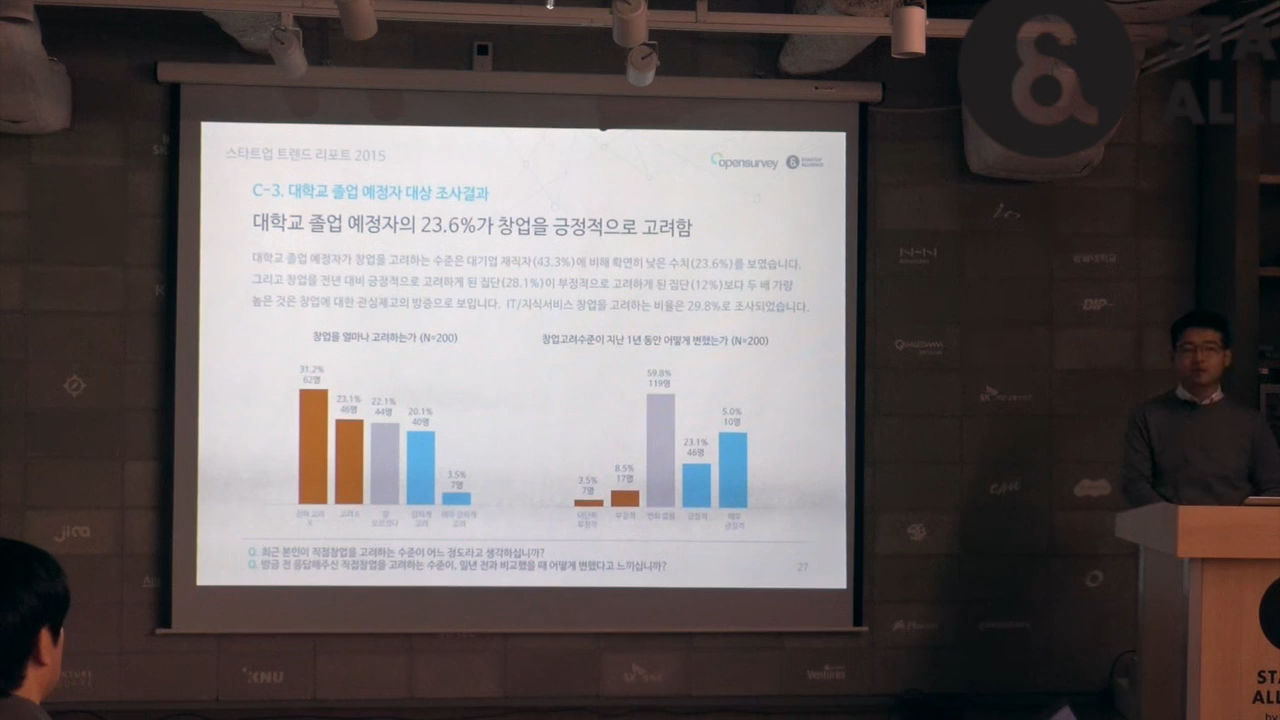 스타트업 트렌드 리포트 2015
opensurvey
C-3. 대학교 졸업 예정자 대상 조사결과
대학교 졸업 예정자의 23.6%가 창업을 긍정적으로 고려함
대학교 졸업 예정자가 창업을 고려하는 수준은 대기업 재직자(43.3%)에 비해 확연히 낮은 수치(23.6%)를 보였습니다.
그리고 창업을 전년 대비 긍정적으로 고려하게 된 집단(28.1%)이 부정적으로 고려하게 된 집단(12%)보다 두 배 가량
높은 것은 창업에 대한 관심제고의 방증으로 보입니다. IT/지식서비스 창업을 고려하는 비율은 29.8%로 조사되었습니다.
창업을 얼마나 고려하는가 (N=200)
31.2%
62명
23.1%
46명
22.1%
44명
20.1%
40명
3.5%
7명
창업고려수준이 지난 1년 동안 어떻게 변했는가 (N=200)
3.5%
7명
8.5%
17명
59.8%
119명
23.1%
46명
5.0%
10명
변화 없음
긍정적
Q. 최근 본인이 직접창업을 고려하는 수준이 어느 정도라고 생각하십니까?
Q. 방금 전 응답해주신 직접창업을 고려하는 수준이, 일년 전과 비교했을 때 어떻게 변했다고 느끼십니까?
27
&
STA
ALLI
jica
KNU
QUALCOMM
DIP
STA
ALL